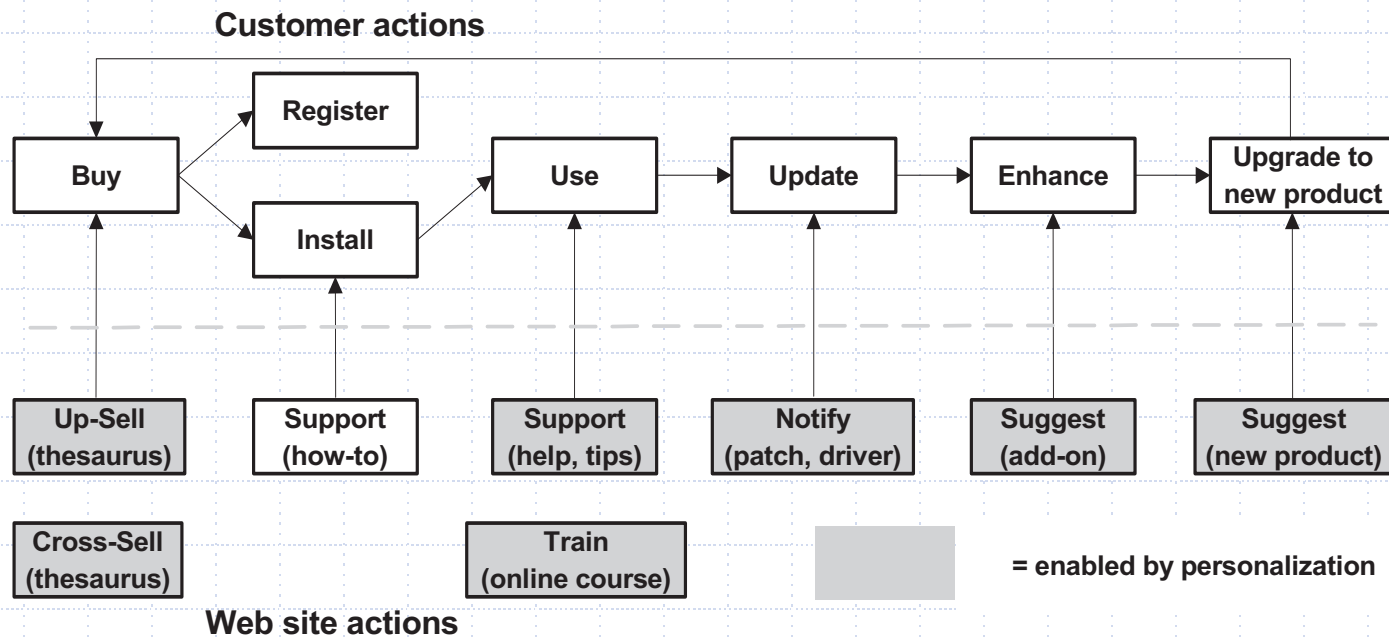 Customer actions
Register
Buy
Use
Update
Enhance
Upgrade to
new product
Install
Up-Sell
(thesaurus)
Support
(how-to)
Support
(help, tips)
Notify
(patch, driver)
Suggest
(add-on)
Suggest
(new product)
Cross-Sell
(thesaurus)
Train
(online course)
= enabled by personalization
Web site actions